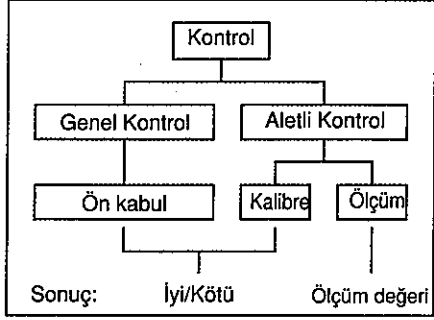 Kontrol
Genel Kontrol Aletli Kontrol
Ön kabul Kalibre Ölçüm
Sonuç: İyi/Kötü Ölçüm değeri